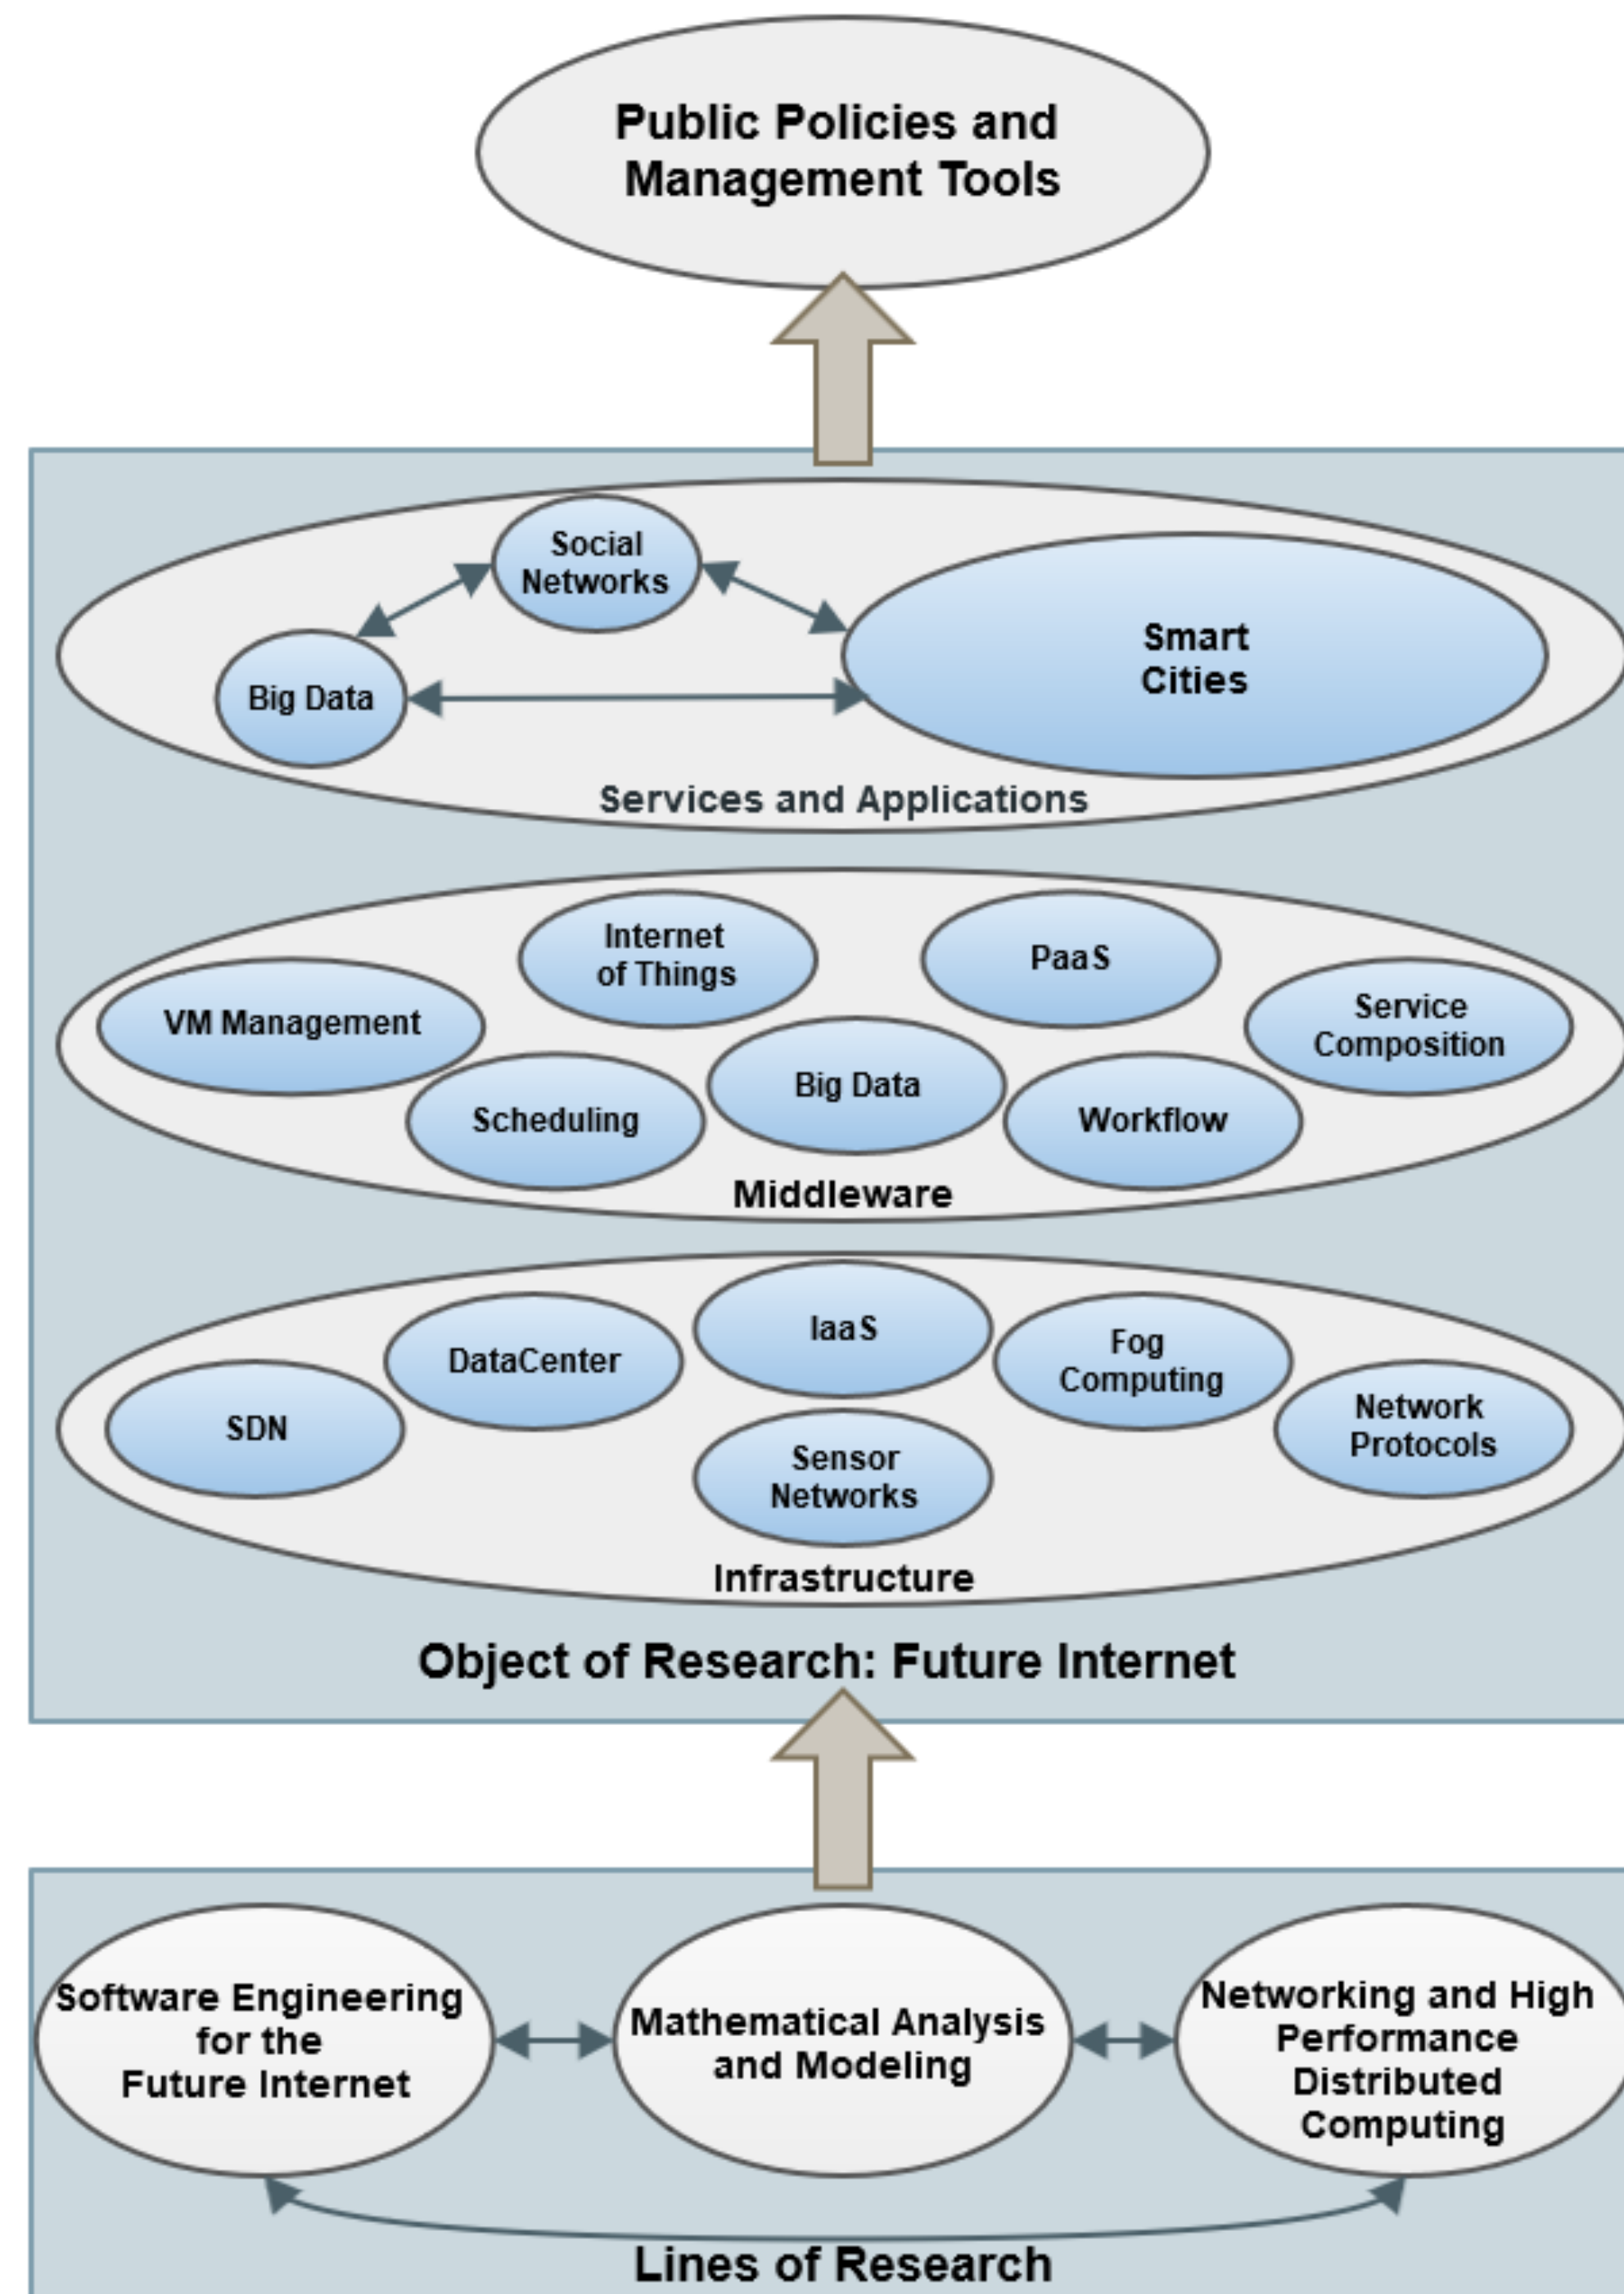 Public Policies and
Management Tools
Social
Networks
Smart
Cities
Big Data
Services and Applications
Internet
of Things
PaaS
VM Management
Service
Composition
Big Data
Scheduling
Workflow
Middleware
IaaS
DataCenter
Fog
Computing
SDN
Network
Protocols
Sensor
Networks
Infrastructure
Object of Research: Future Internet
Software Engineering
for the
Future Internet
Mathematical Analysis
and Modeling
Networking and High
Performance
Distributed
Computing
Lines of Research